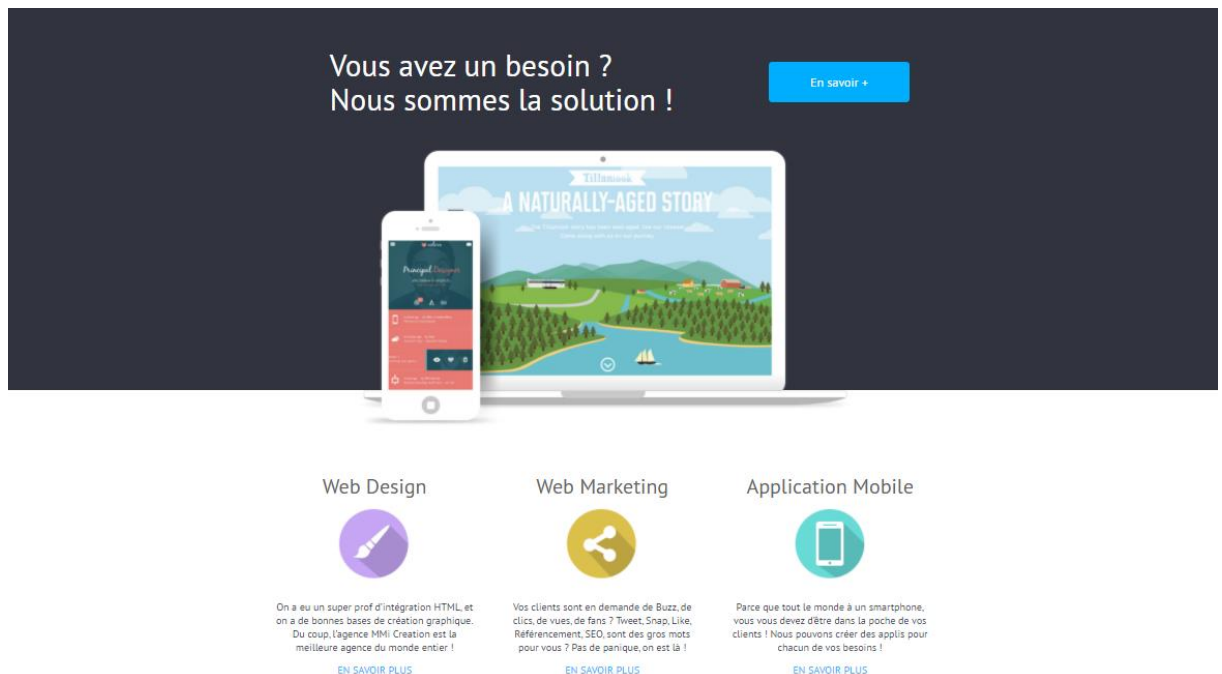 Vous avez un besoin ?
Nous sommes la solution !
En savoir +
Tillamook
A NATURALLY-AGED STORY
Principal Designer
Web Design
Web Marketing
Application Mobile
On a eu un super prof d'intégration HTML, et
on a de bonnes bases de création graphique.
Du coup, l'agence MMi Creation est la
meilleure agence du monde entier !
EN SAVOIR PLUS
Vos clients sont en demande de Buzz, de
clics, de vues, de fans ? Tweet, Snap, Like,
Référencement, SEO, sont des gros mots
pour vous ? Pas de panique, on est là !
EN SAVOIR PLUS
Parce que tout le monde à un smartphone,
vous vous devez d'être dans la poche de vos
clients ! Nous pouvons créer des applis pour
chacun de vos besoins !
EN SAVOIR PLUS